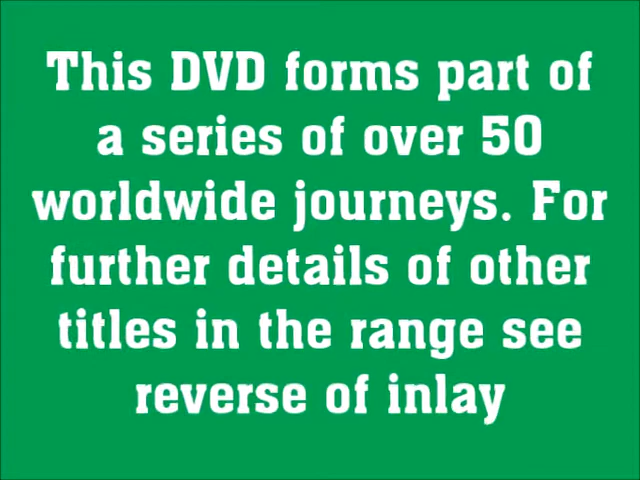 This DVD forms part of
a series of over 50
worldwide journeys. For
further details of other
titles in the range see
reverse of inlay